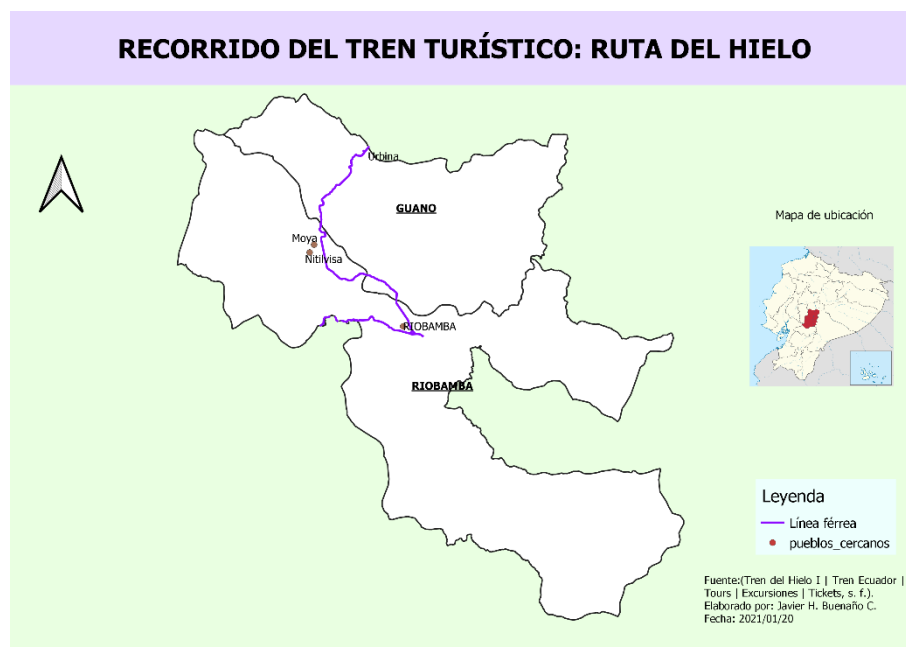 RECORRIDO DEL TREN TURÍSTICO: RUTA DEL HIELO
Urbina
GUANO
Mapa de ubicación
Moya
Nitilvisa
RIOBAMBA
RIOBAMBA
Leyenda
Línea férrea
pueblos_cercanos
Fuente:(Tren del Hielo I | Tren Ecuador |
Tours | Excursiones | Tickets, s. f.).
Elaborado por: Javier H. Buenaño C.
Fecha: 2021/01/20